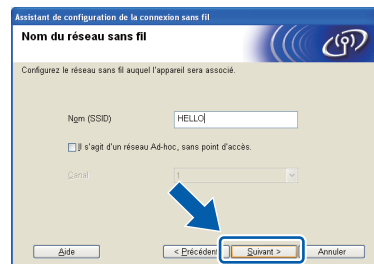 Assistant de configuration de la connexion sans fil
Nom du réseau sans fil
Configurez le réseau sans fil auquel l'appareil sera associé.
Nom (SSID) HELLO
Il s'agit d'un réseau Ad-hoc, sans point d'accès.
Canal 1
Aide < Précédent Suivant > Annuler